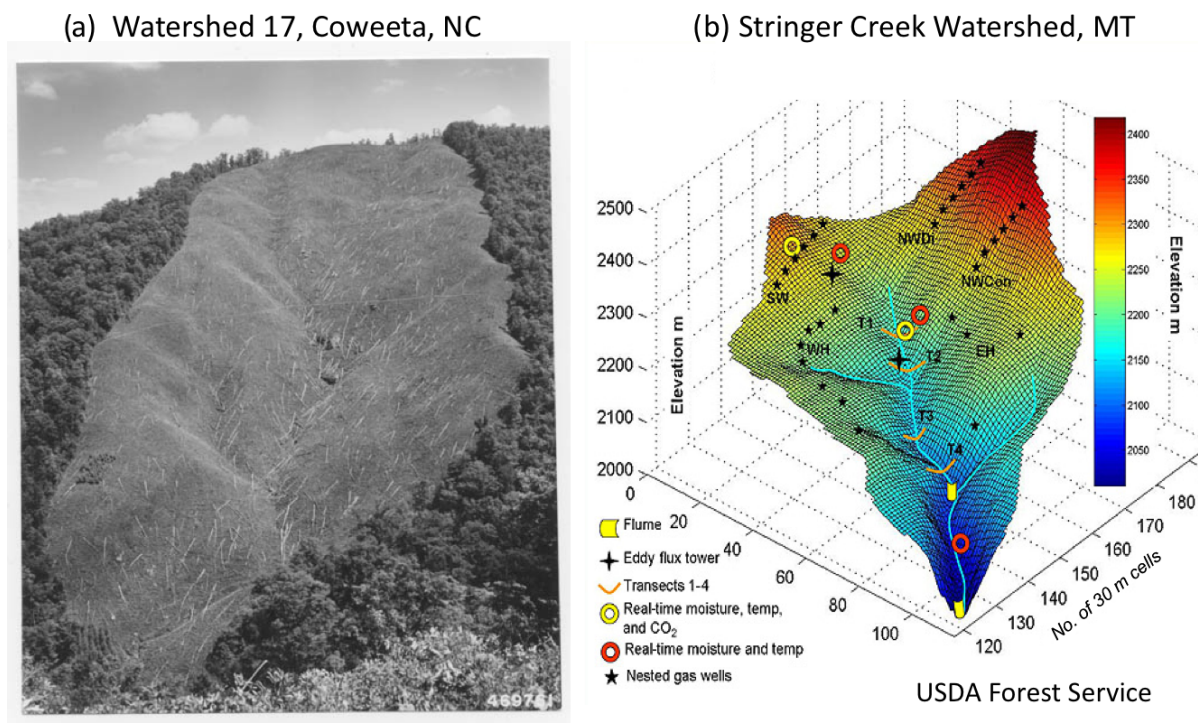 (a) Watershed 17, Coweeta, NC
(b) Stringer Creek Watershed, MT
469761
2500
2400
2300
2200
2100
2000
Elevation m
0
20
40
60
80
100
120
130
140
150
160
170
180
No. of 30 m cells
2400
2350
2300
2250
2200
2150
2100
2050
Elevation m
NWDi
NWCon
SW
T1
WH
T2
EH
T3
T4
Flume
Eddy flux tower
Transects 1-4
Real-time moisture, temp,
and CO₂
Real-time moisture and temp
Nested gas wells
USDA Forest Service